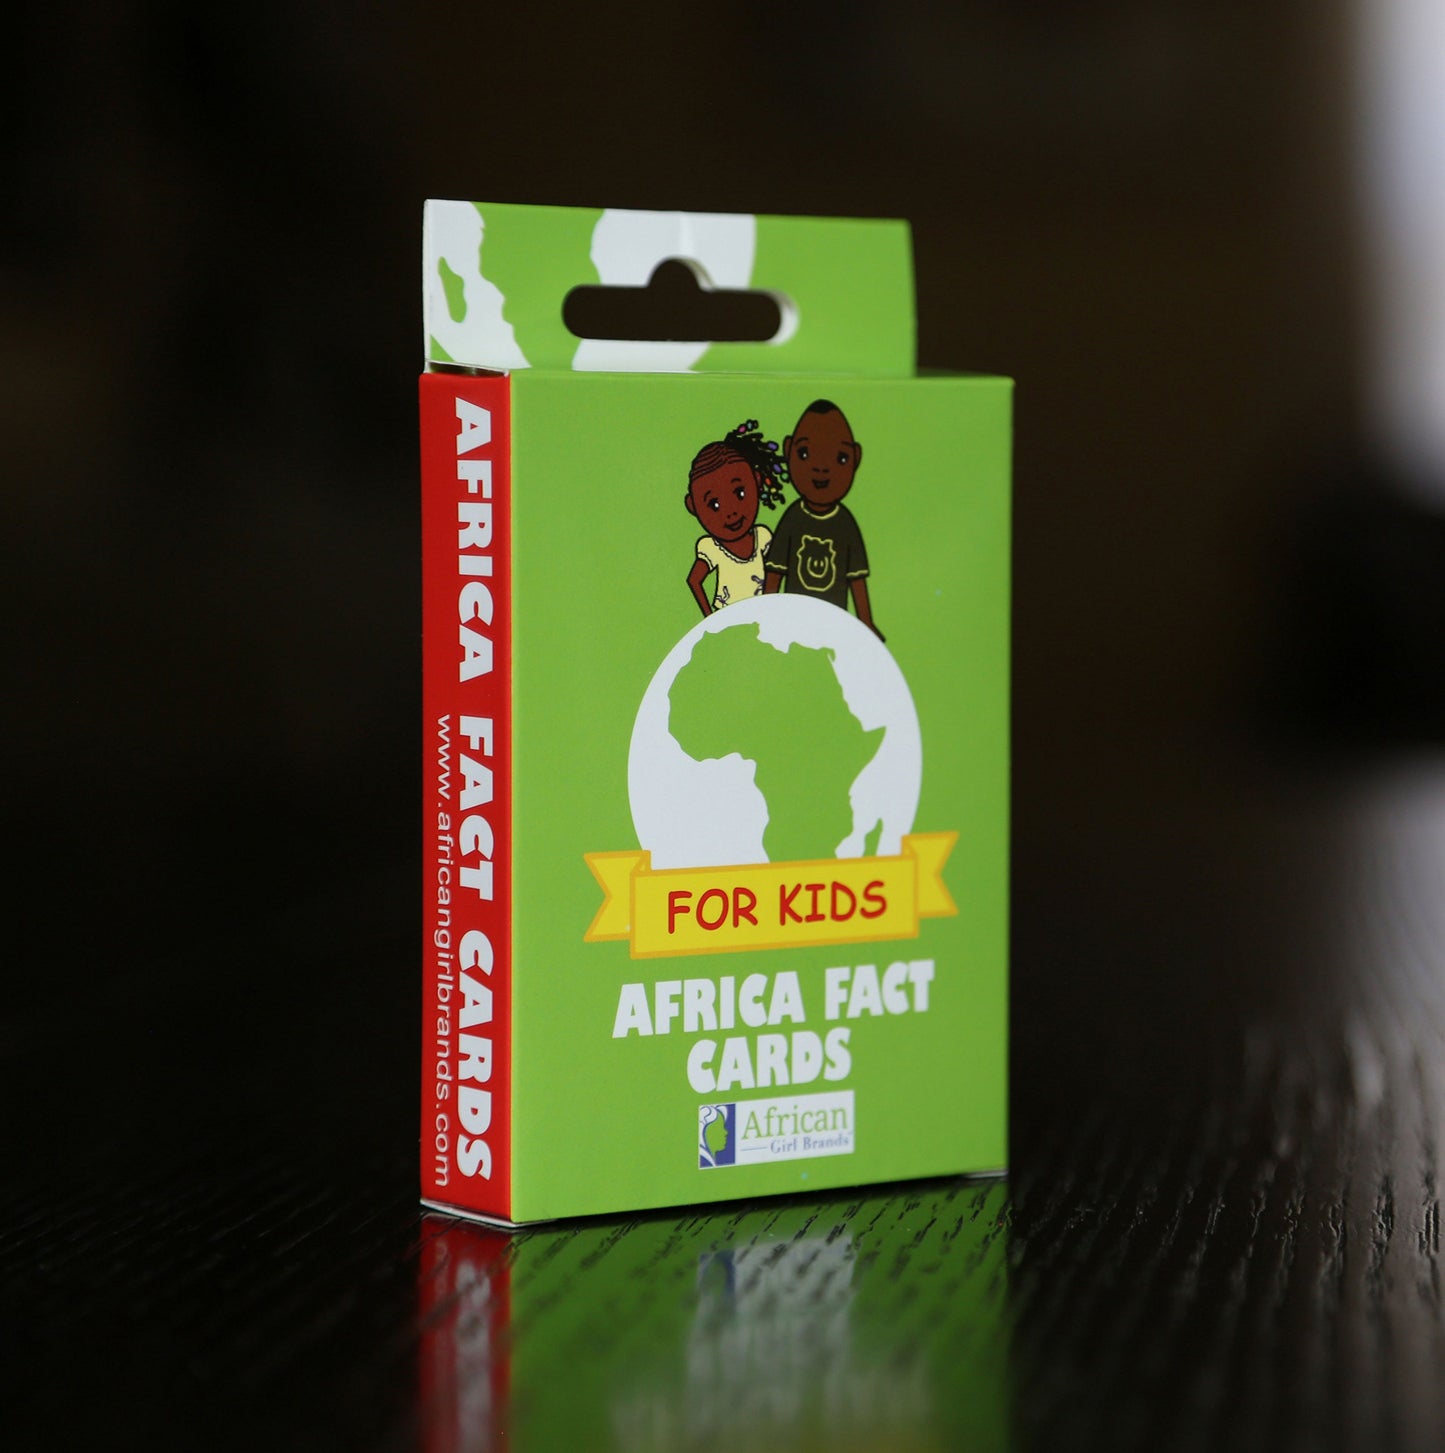 AFRICA FACT CARDS
www.africangirlbrands.com
FOR KIDS
AFRICA FACT
CARDS
African
Girl Brands